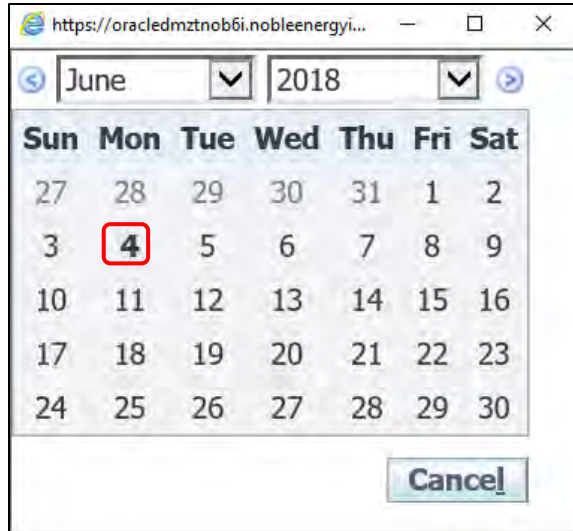 https://oracledmztnob6i.nobleenergyi...
June 2018
Sun Mon Tue Wed Thu Fri Sat
27 28 29 30 31 1 2
3 4 5 6 7 8 9
10 11 12 13 14 15 16
17 18 19 20 21 22 23
24 25 26 27 28 29 30
Cancel